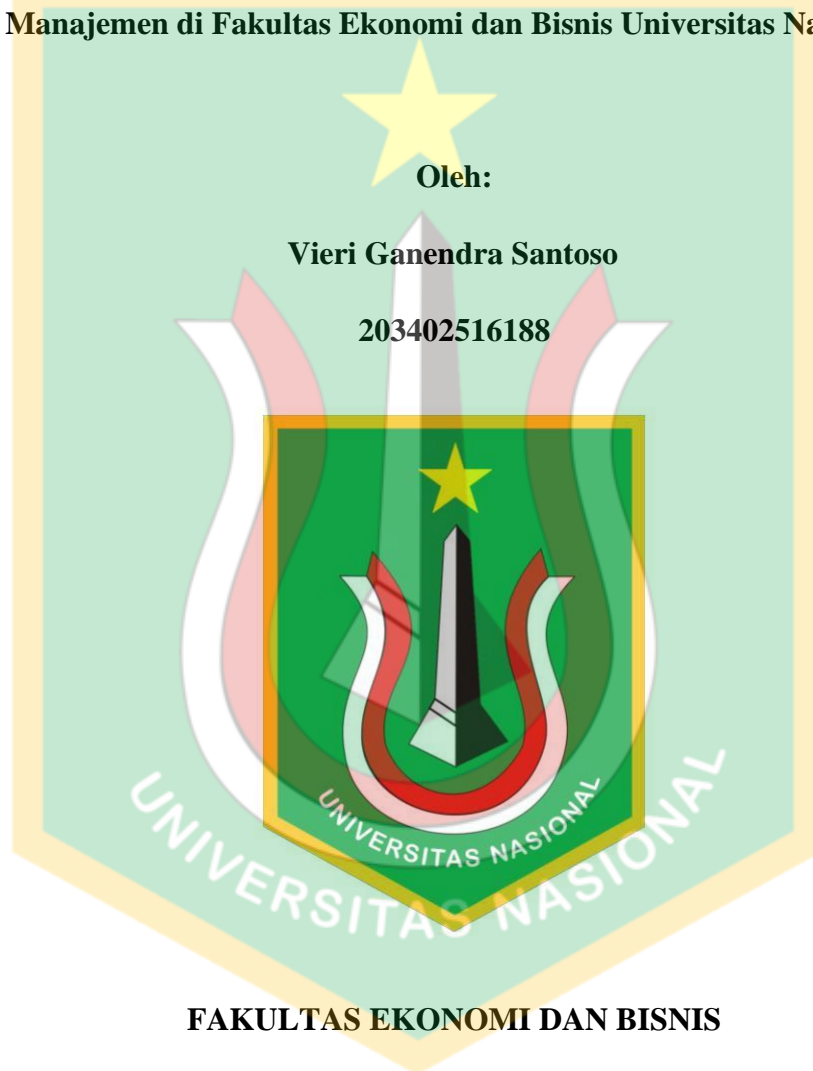 Manajemen di Fakultas Ekonomi dan Bisnis Universitas
Oleh:
Vieri Ganendra Santoso
203402516188
UNIVERSITAS NASIONAL
UNIVERSITAS NASIONAL
FAKULTAS EKONOMI DAN BISNIS